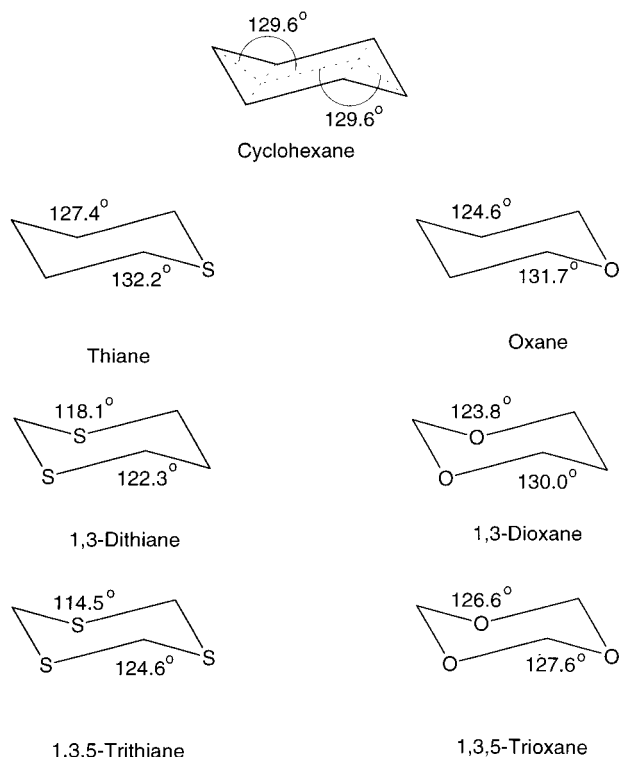 129.6°
129.6°
Cyclohexane
127.4°
132.2°
S
Thiane
124.6°
131.7°
O
Oxane
118.1°
S
S
122.3°
1,3-Dithiane
123.8°
O
O
130.0°
1,3-Dioxane
114.5°
S
S
S
124.6°
1,3,5-Trithiane
126.6°
O
O
O
127.6°
1,3,5-Trioxane